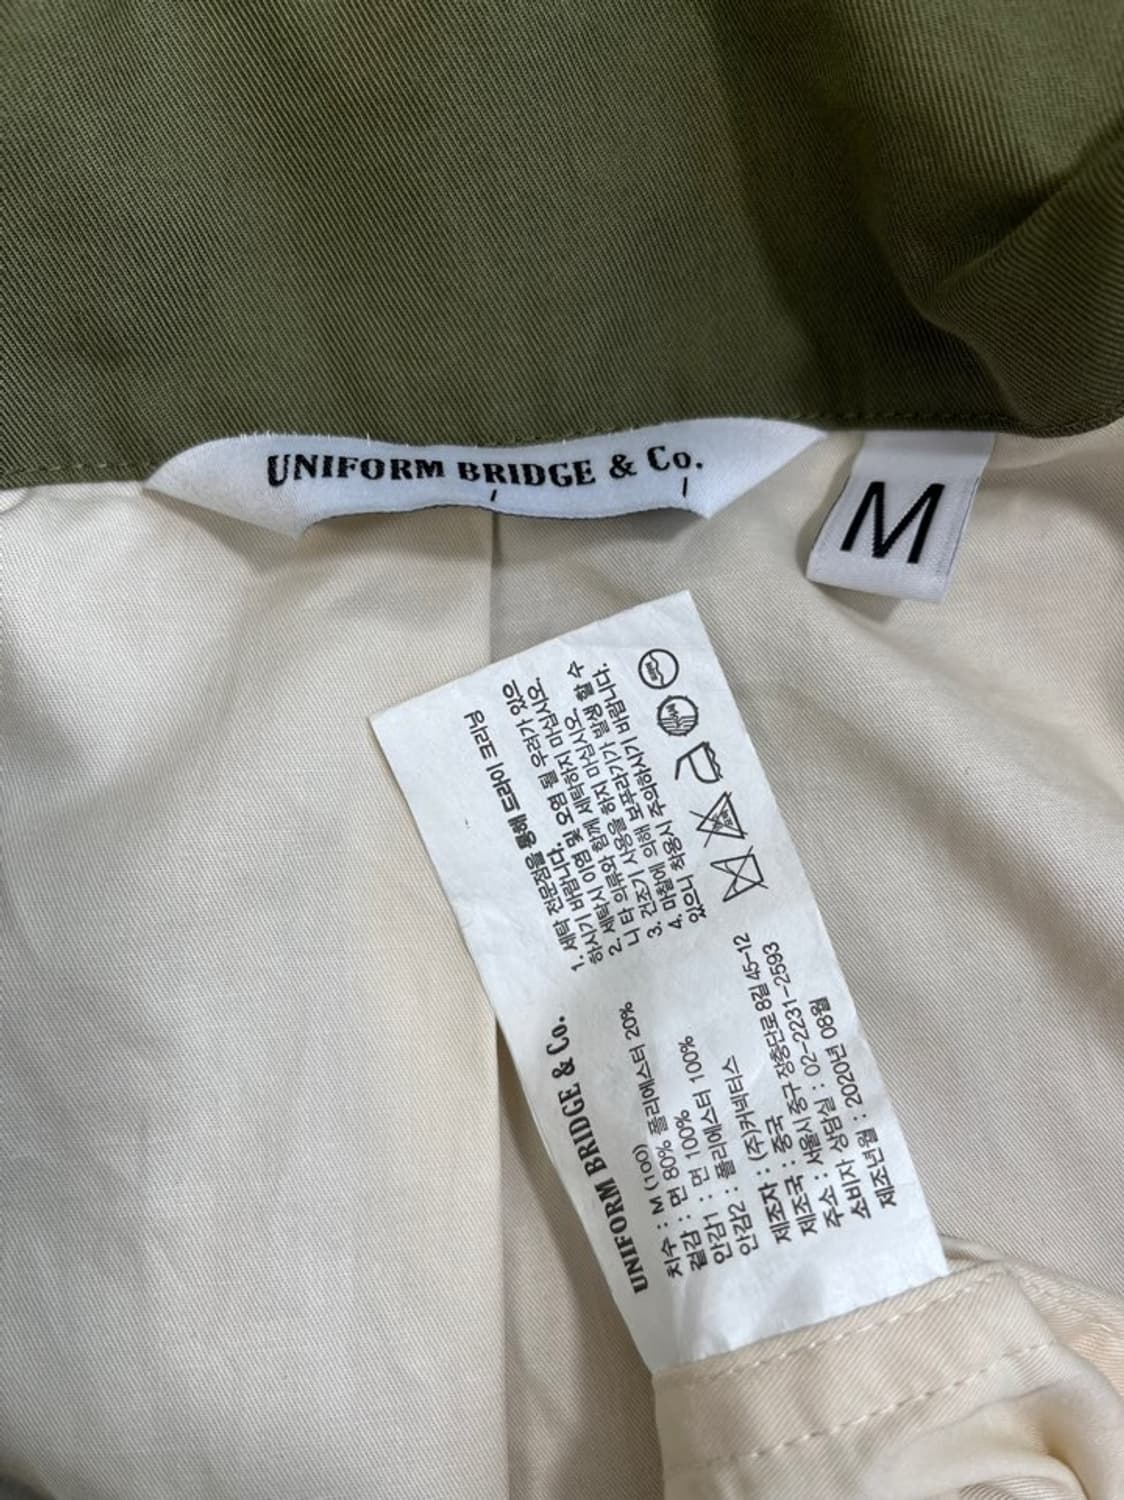 UNIFORM BRIDGE & Co.
M
UNIFORM BRIDGE & Co.
치수 : M (100)
겉감 : 면 80% 폴리에스터 20%
안감1 : 면 100%
안감2 : 폴리에스터 100%
제조자 : (주)커넥터스
제조국 : 중국
주소 : 서울시 중구 장충단로 8길 45-12
소비자 상담실 : 02-2231-2593
제조년월 : 2020년 08월
1. 세탁 전문점을 통해 드라이 크리닝
하시기 바랍니다.
2. 세탁시 이염 및 오염 될 우려가 있으
니 타 의류와 함께 세탁하지 마십시오.
3. 건조기 사용을 하지 마십시오.
4. 마찰에 의해 보푸라기가 발생 할 수
있으니 착용시 주의하시기 바랍니다.